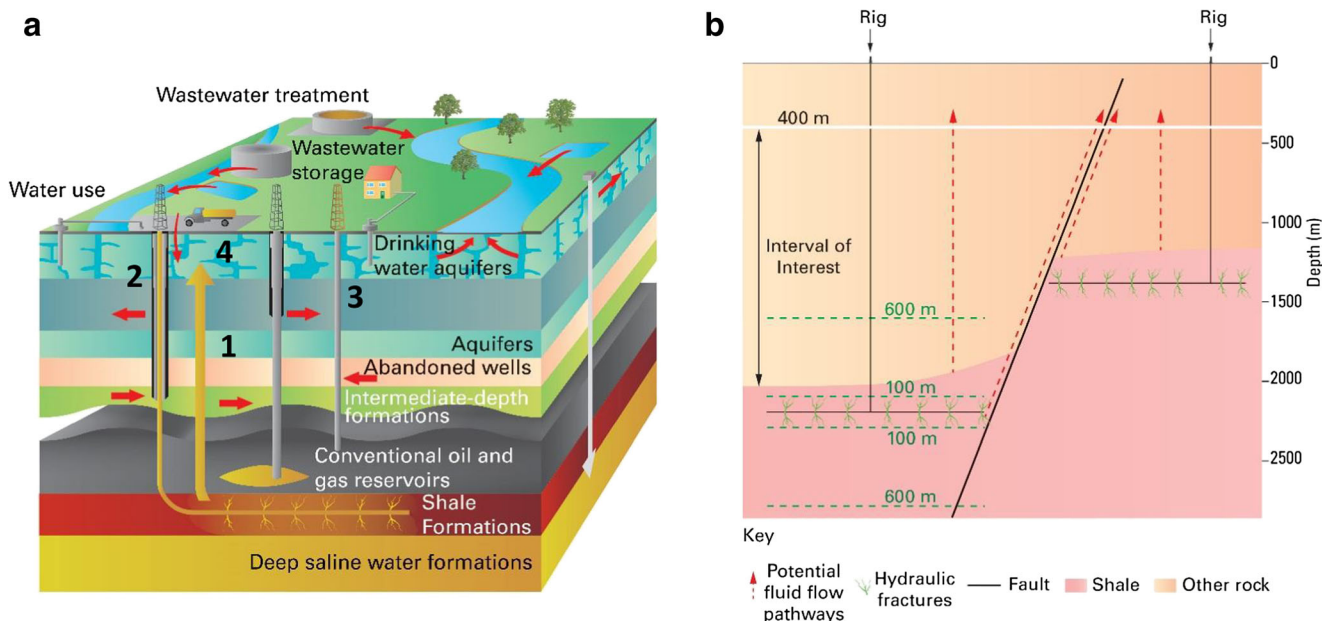 a
Wastewater treatment
Wastewater
storage
Water use
4
Drinking
water aquifers
2
3
1
Aquifers
Abandoned wells
Intermediate-depth
formations
Conventional oil and
gas reservoirs
Shale
Formations
Deep saline water formations
b
Rig
Rig
0
400 m
500
1000
Interval of
Interest
Depth (m)
1500
600 m
2000
100 m
100 m
2500
600 m
Key
Potential
fluid flow
pathways
Hydraulic
fractures
Fault
Shale
Other rock